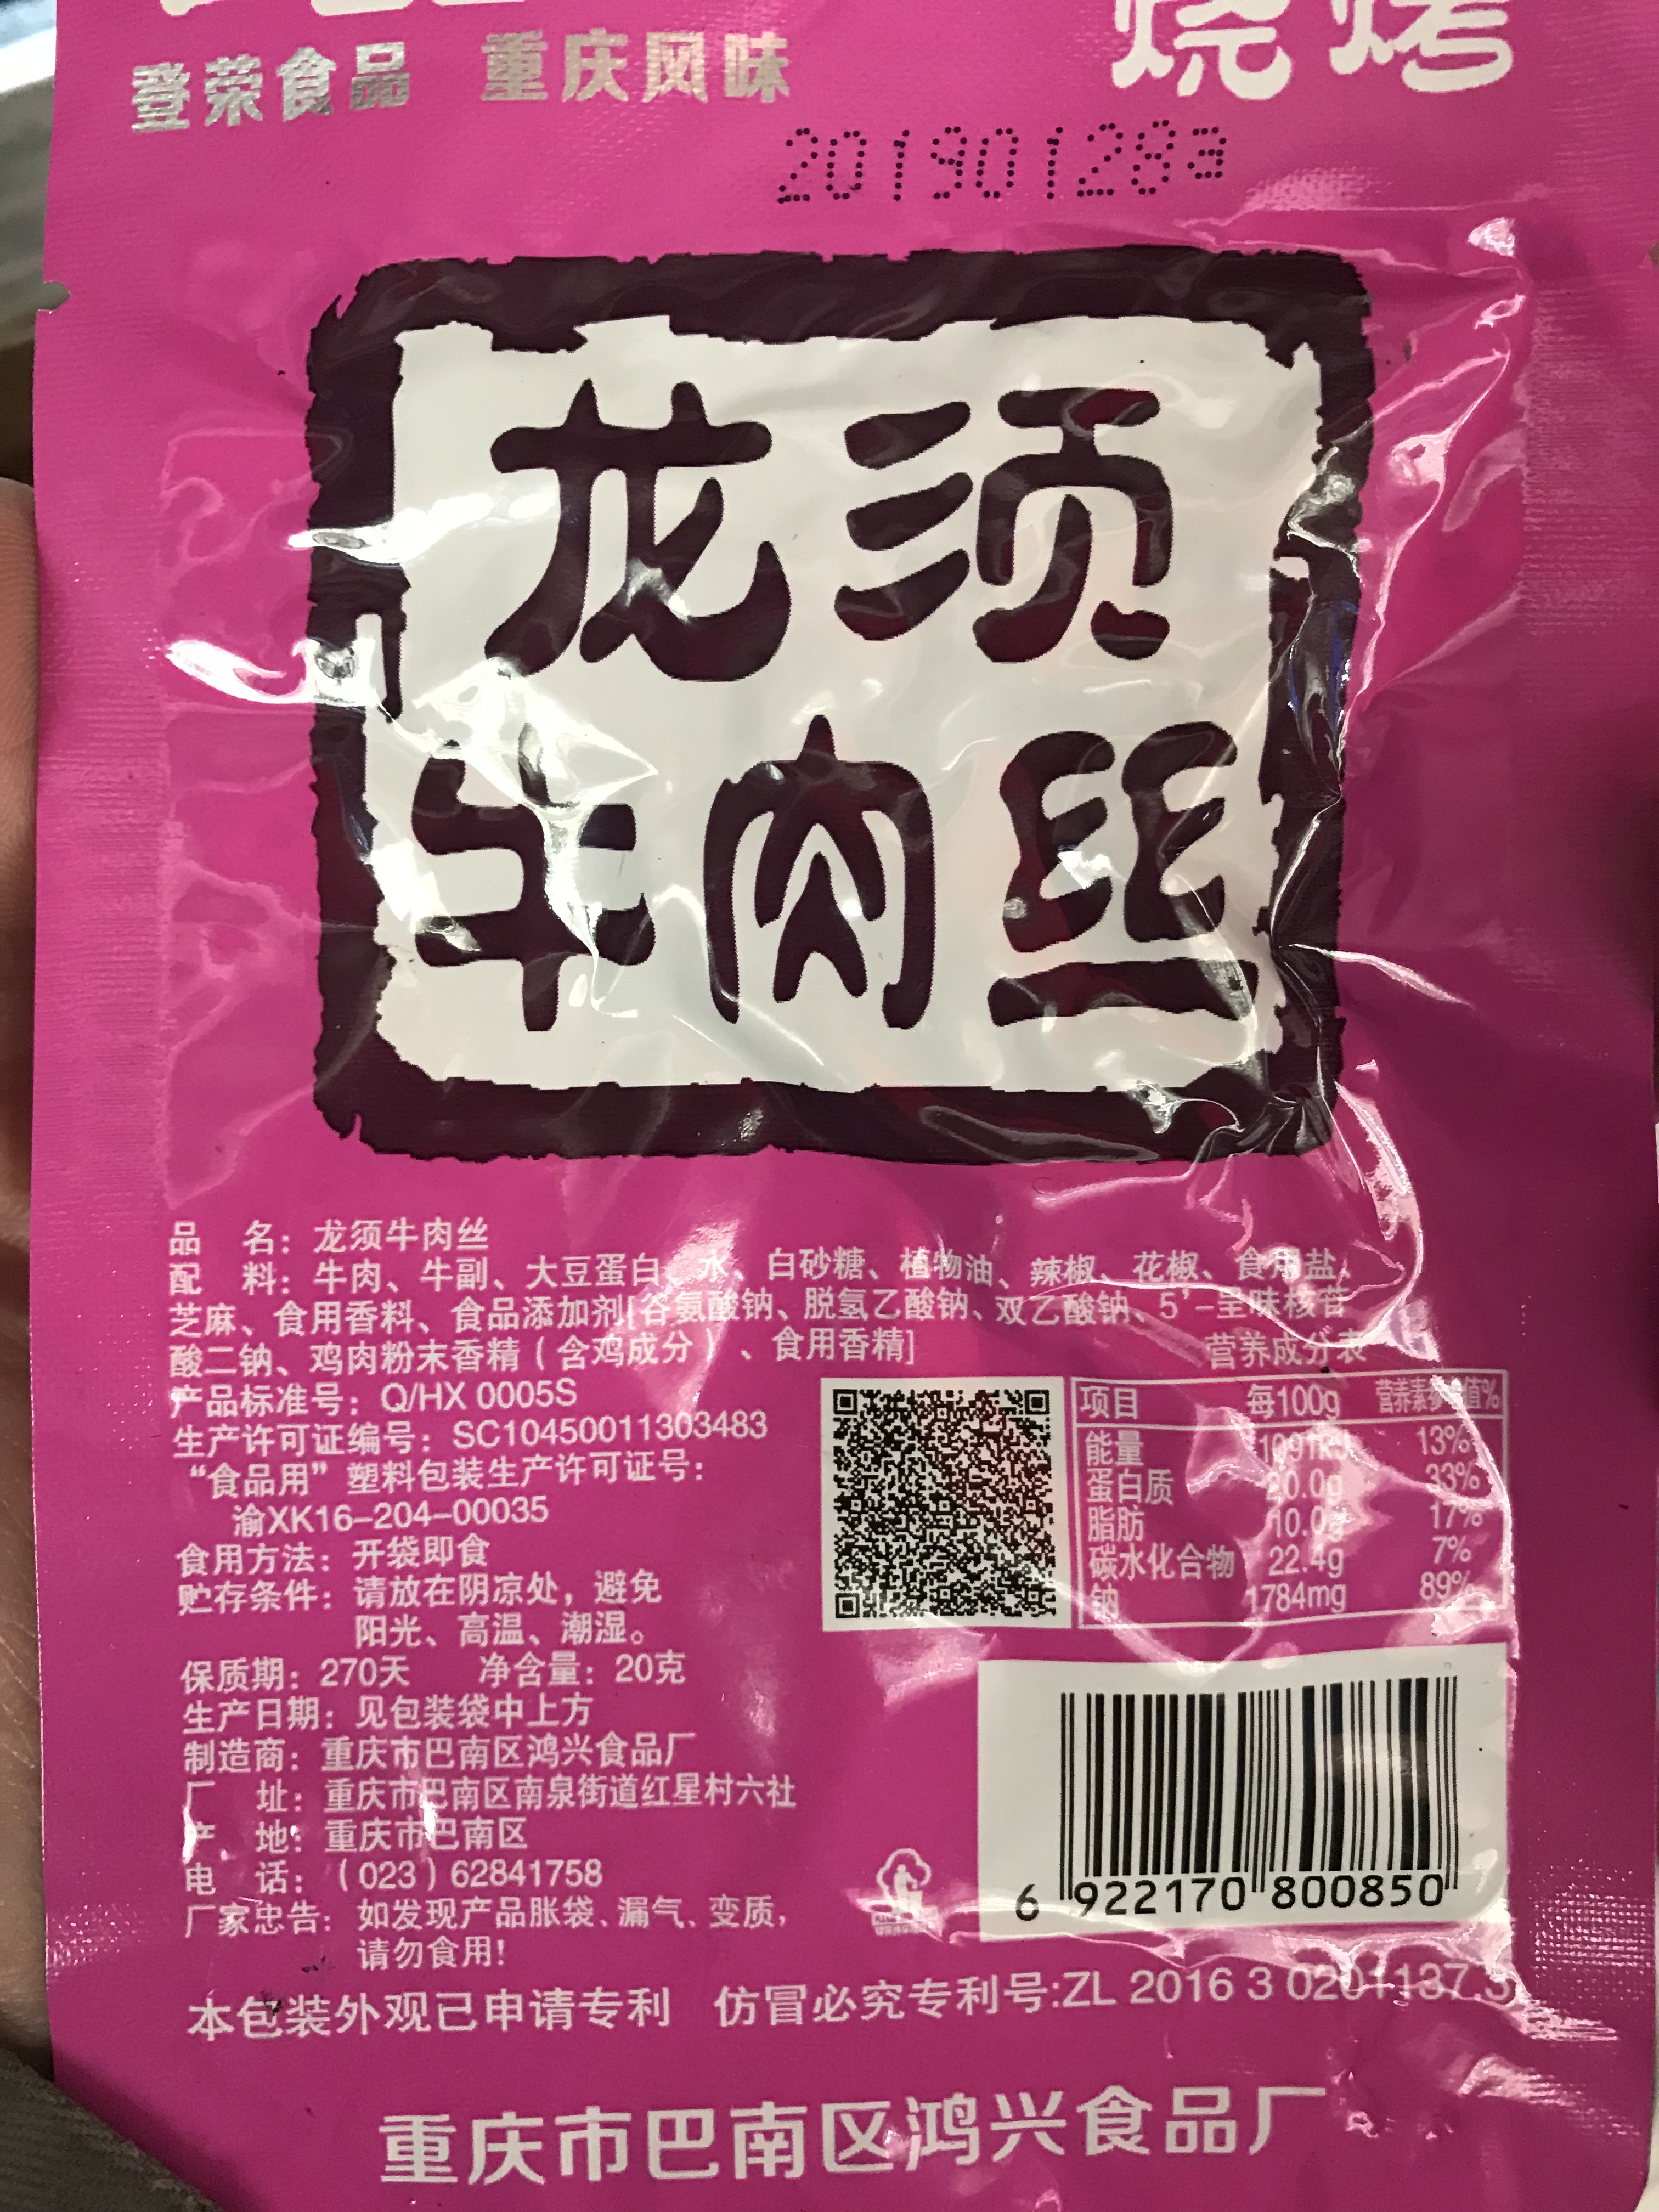 烧烤
登荣食品 重庆风味
20190128a
龙须
牛肉丝
品 名：龙须牛肉丝
配 料：牛肉、牛副、大豆蛋白、水、白砂糖、植物油、辣椒、花椒、食用盐、
芝麻、食用香料、食品添加剂[谷氨酸钠、脱氢乙酸钠、双乙酸钠、5’-呈味核苷
酸二钠、鸡肉粉末香精（含鸡成分）、食用香精]
产品标准号：Q/HX 0005S
生产许可证编号：SC10450011303483
“食品用”塑料包装生产许可证号：
渝XK16-204-00035
食用方法：开袋即食
贮存条件：请放在阴凉处，避免
阳光、高温、潮湿。
保质期：270天 净含量：20克
生产日期：见包装袋中上方
制造商：重庆市巴南区鸿兴食品厂
厂 址：重庆市巴南区南泉街道红星村六社
产 地：重庆市巴南区
电 话：（023）62841758
厂家忠告：如发现产品胀袋、漏气、变质，
请勿食用！
营养成分表
项目 每100g 营养素参考值%
能量 1091kJ 13%
蛋白质 20.0g 33%
脂肪 10.0g 17%
碳水化合物 22.4g 7%
钠 1784mg 89%
6 922170 800850
本包装外观已申请专利 仿冒必究专利号:ZL 2016 3 0201137.3
重庆市巴南区鸿兴食品厂